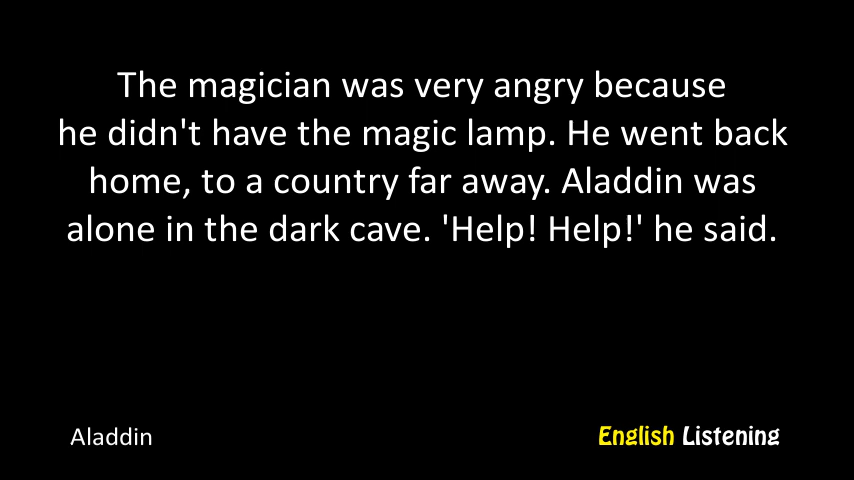 The magician was very angry because
he didn't have the magic lamp. He went back
home, to a country far away. Aladdin was
alone in the dark cave. 'Help! Help!' he said.
Aladdin
English Listening